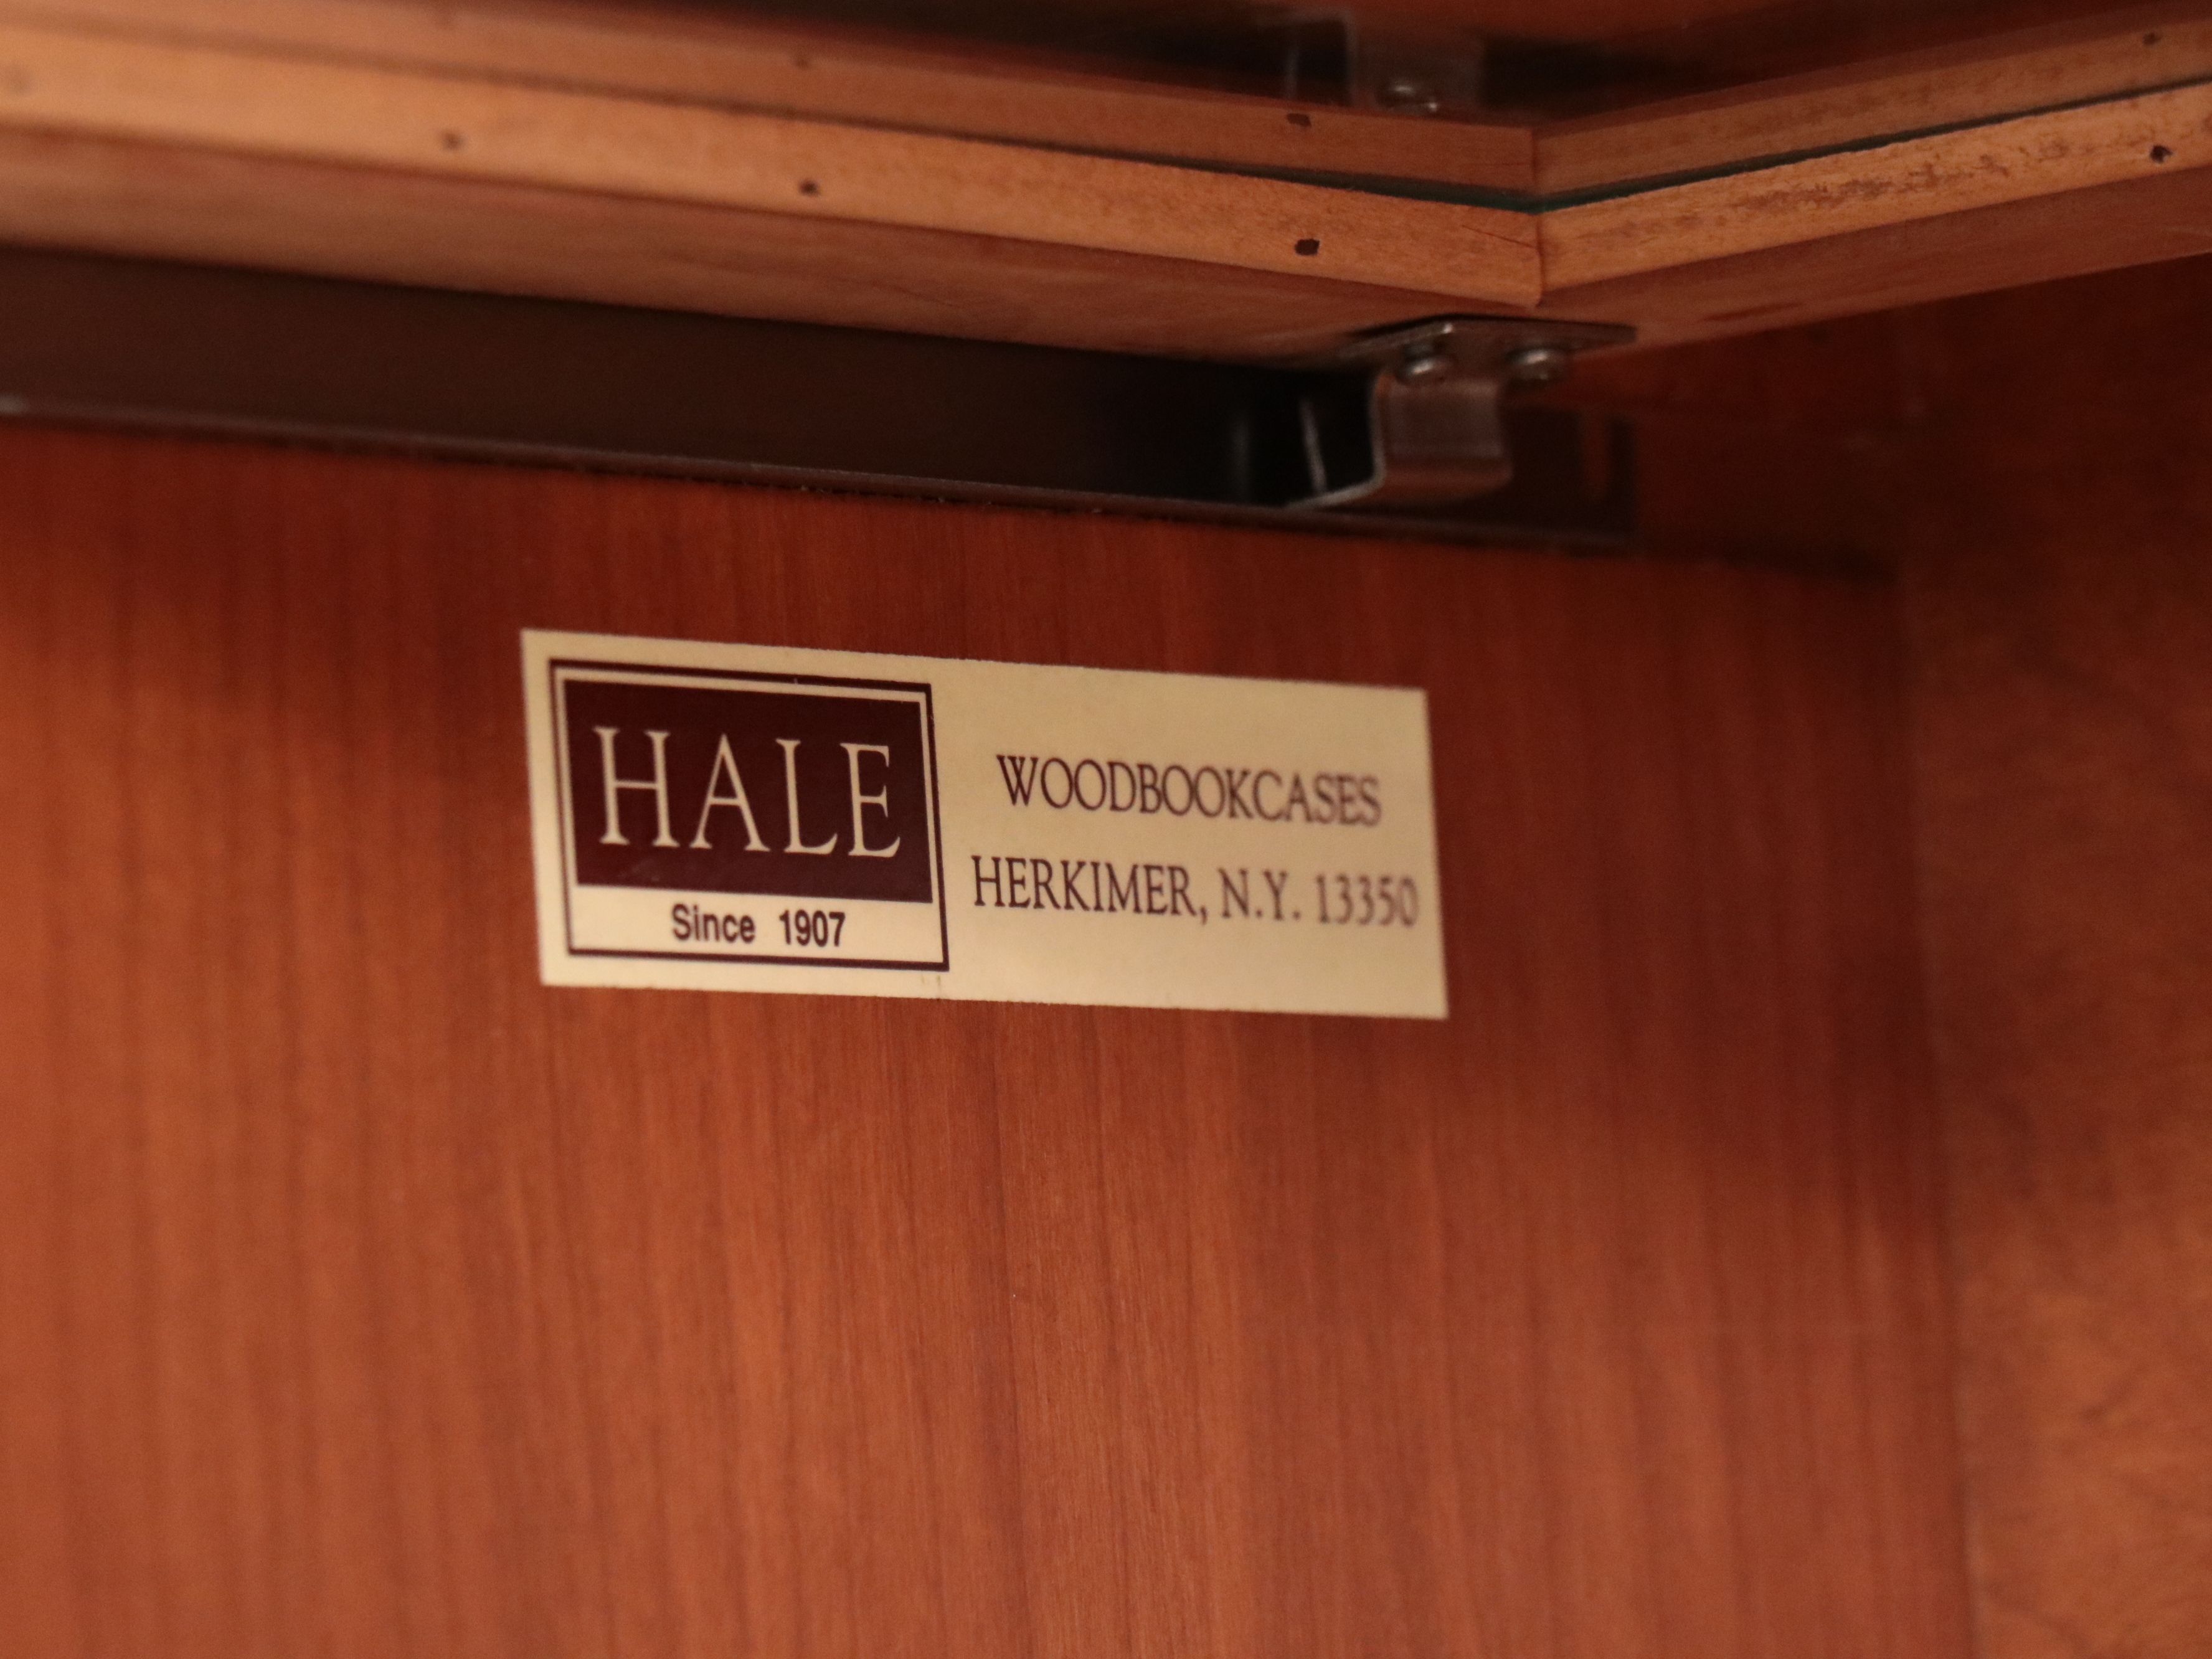 HALE
Since 1907
WOODBOOKCASES
HERKIMER, N.Y. 13350